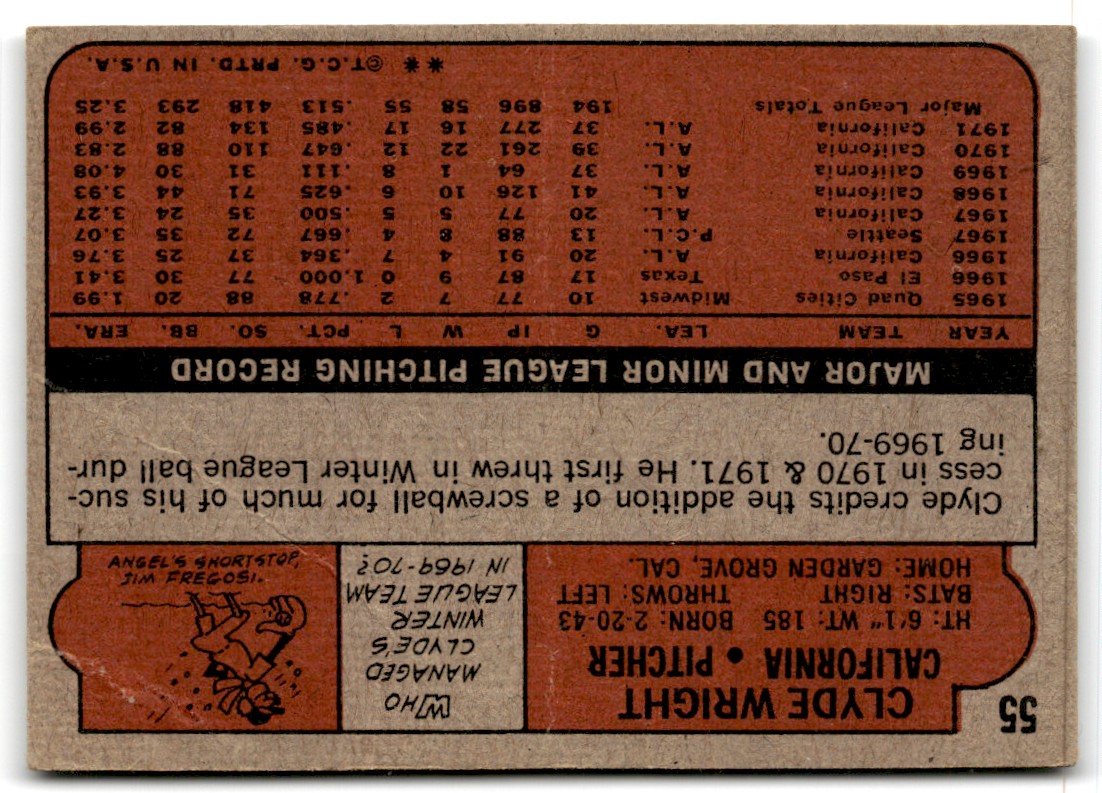 55
CLYDE WRIGHT
CALIFORNIA • PITCHER
HT: 6'1" WT: 185 BORN: 2-20-43
BATS: RIGHT THROWS: LEFT
HOME: GARDEN GROVE, CAL.
WHO
MANAGED
CLYDE'S
WINTER
LEAGUE TEAM
IN 1969-70?
JIM FREGOSI.
ANGEL'S SHORTSTOP,
Clyde credits the addition of a screwball for much of his suc-
cess in 1970 & 1971. He first threw it in Winter League ball dur-
ing 1969-70.
MAJOR AND MINOR LEAGUE PITCHING RECORD
YEAR TEAM LEA. G IP W L PCT. SO. BB. ERA.
1965 Quad Cities Midwest 10 77 7 2 .778 88 20 1.99
1966 El Paso Texas 17 87 9 0 1.000 77 30 3.41
1966 California A.L. 20 91 4 7 .364 37 25 3.76
1967 Seattle P.C.L. 13 88 8 4 .667 72 35 3.07
1967 California A.L. 20 77 5 5 .500 35 24 3.27
1968 California A.L. 41 126 10 6 .625 71 44 3.93
1969 California A.L. 37 64 1 8 .111 31 30 4.08
1970 California A.L. 39 261 22 12 .647 110 88 2.83
1971 California A.L. 37 277 16 17 .485 134 82 2.99
Major League Totals 194 896 58 55 .513 418 293 3.25
** ©T.C.G. PRTD. IN U.S.A.